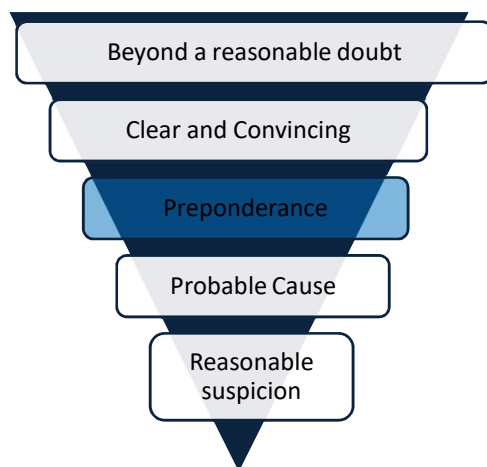 Beyond a reasonable doubt
Clear and Convincing
Preponderance
Probable Cause
Reasonable
suspicion